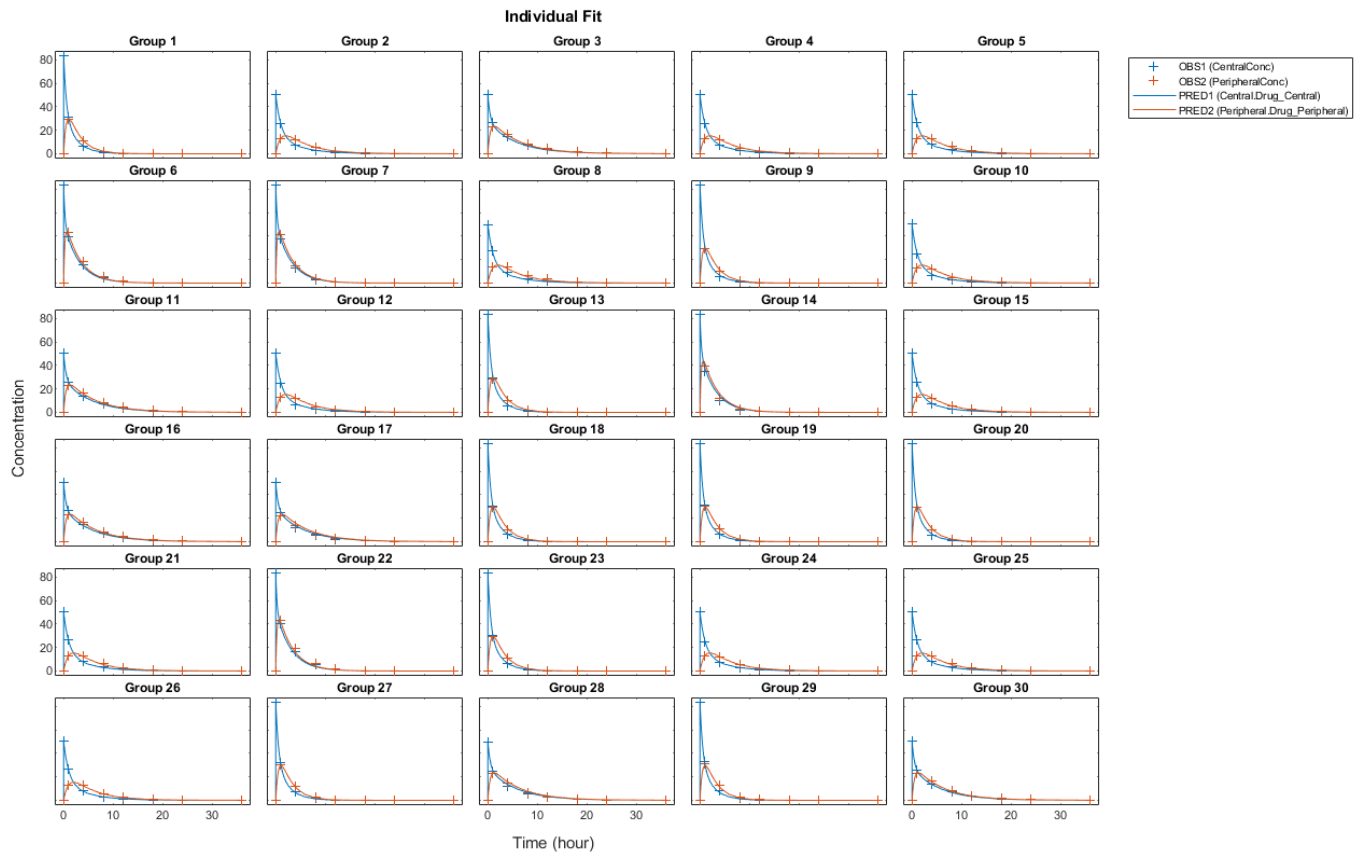 Individual Fit
Group 1 Group 2 Group 3 Group 4 Group 5
80
60
40
20
0
OBS1 (CentralConc)
OBS2 (PeripheralConc)
PRED1 (Central.Drug_Central)
PRED2 (Peripheral.Drug_Peripheral)
Group 6 Group 7 Group 8 Group 9 Group 10
Group 11 Group 12 Group 13 Group 14 Group 15
80
60
40
20
0
Concentration
Group 16 Group 17 Group 18 Group 19 Group 20
Group 21 Group 22 Group 23 Group 24 Group 25
80
60
40
20
0
Group 26 Group 27 Group 28 Group 29 Group 30
0 10 20 30 0 10 20 30 0 10 20 30
Time (hour)